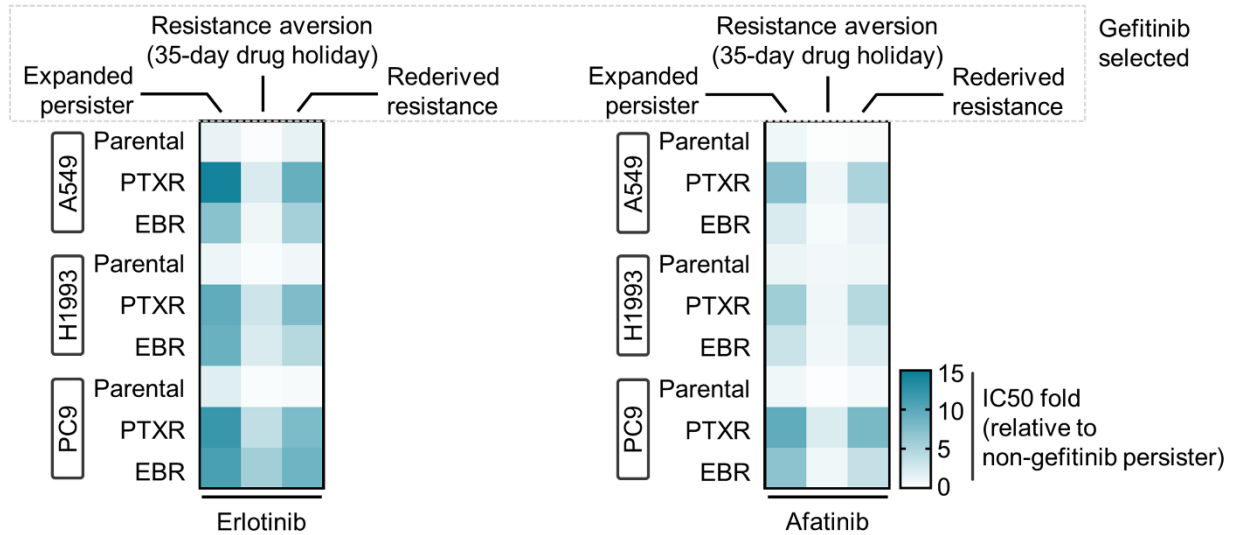 Resistance aversion
(35-day drug holiday)
Expanded
persister
Rederived
resistance
Resistance aversion
(35-day drug holiday)
Expanded
persister
Rederived
resistance
Gefitinib
selected
A549
Parental
PTXR
EBR
H1993
Parental
PTXR
EBR
PC9
Parental
PTXR
EBR
Erlotinib
A549
Parental
PTXR
EBR
H1993
Parental
PTXR
EBR
PC9
Parental
PTXR
EBR
Afatinib
15
10
5
0
IC50 fold
(relative to
non-gefitinib persister)